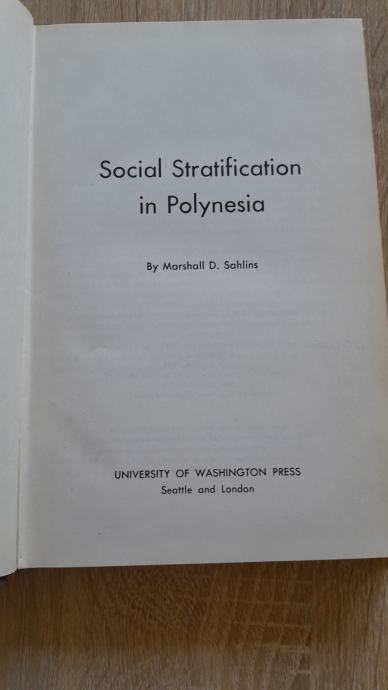 Social Stratification
in Polynesia
By Marshall D. Sahlins
UNIVERSITY OF WASHINGTON PRESS
Seattle and London